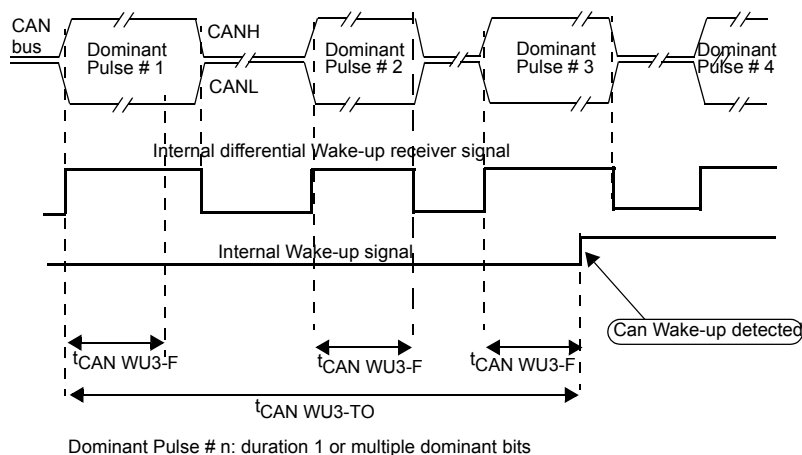 CAN
bus
CANH
CANL
Dominant
Pulse # 1
Dominant
Pulse # 2
Dominant
Pulse # 3
Dominant
Pulse # 4
Internal differential Wake-up receiver signal
Internal Wake-up signal
Can Wake-up detected
tCAN WU3-F
tCAN WU3-F
tCAN WU3-F
tCAN WU3-TO
Dominant Pulse # n: duration 1 or multiple dominant bits